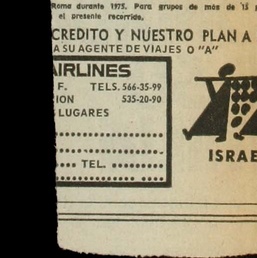 Roma durante 1975. Para grupos de más de 15
el presente recorrido.
CREDITO Y NUESTRO PLAN A
A SU AGENTE DE VIAJES O "A"
AIRLINES
F. TELS. 566-35-99
ION 535-20-90
LUGARES
TEL.
ISRAE